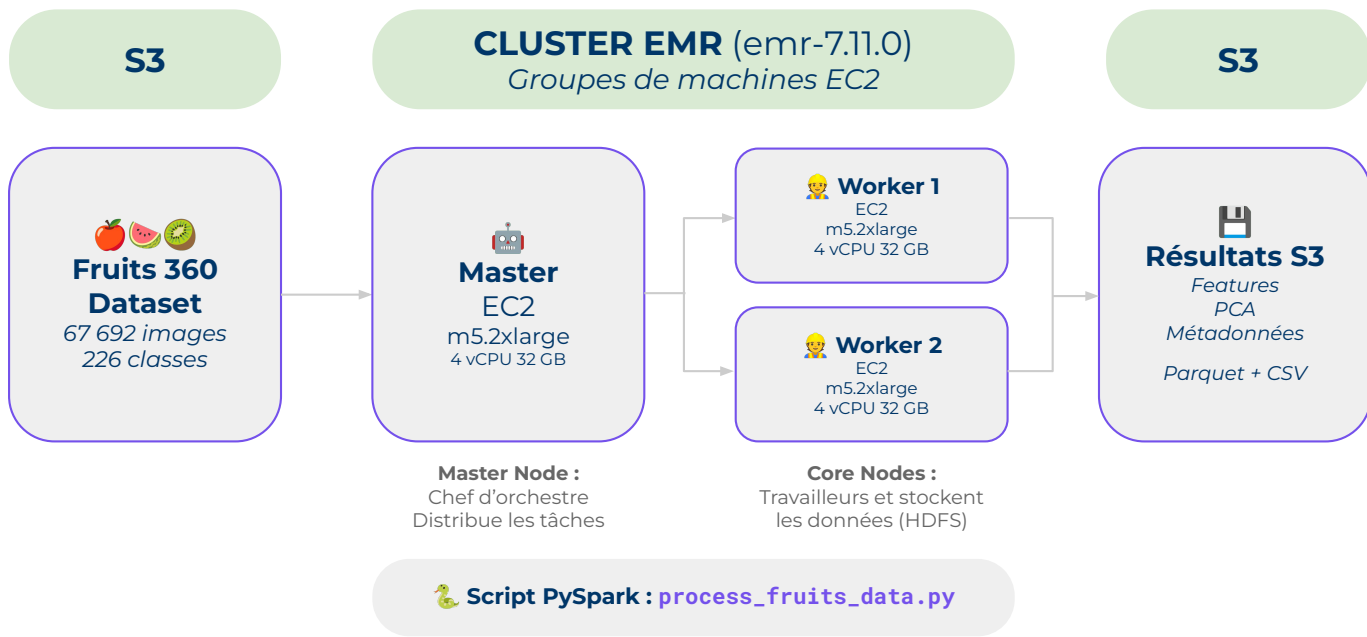 S3
CLUSTER EMR (emr-7.11.0)
Groupes de machines EC2
S3
Fruits 360
Dataset
67 692 images
226 classes
Master
EC2
m5.2xlarge
4 vCPU 32 GB
Worker 1
EC2
m5.2xlarge
4 vCPU 32 GB
Worker 2
EC2
m5.2xlarge
4 vCPU 32 GB
Résultats S3
Features
PCA
Métadonnées
Parquet + CSV
Master Node :
Chef d’orchestre
Distribue les tâches
Core Nodes :
Travailleurs et stockent
les données (HDFS)
Script PySpark : process_fruits_data.py